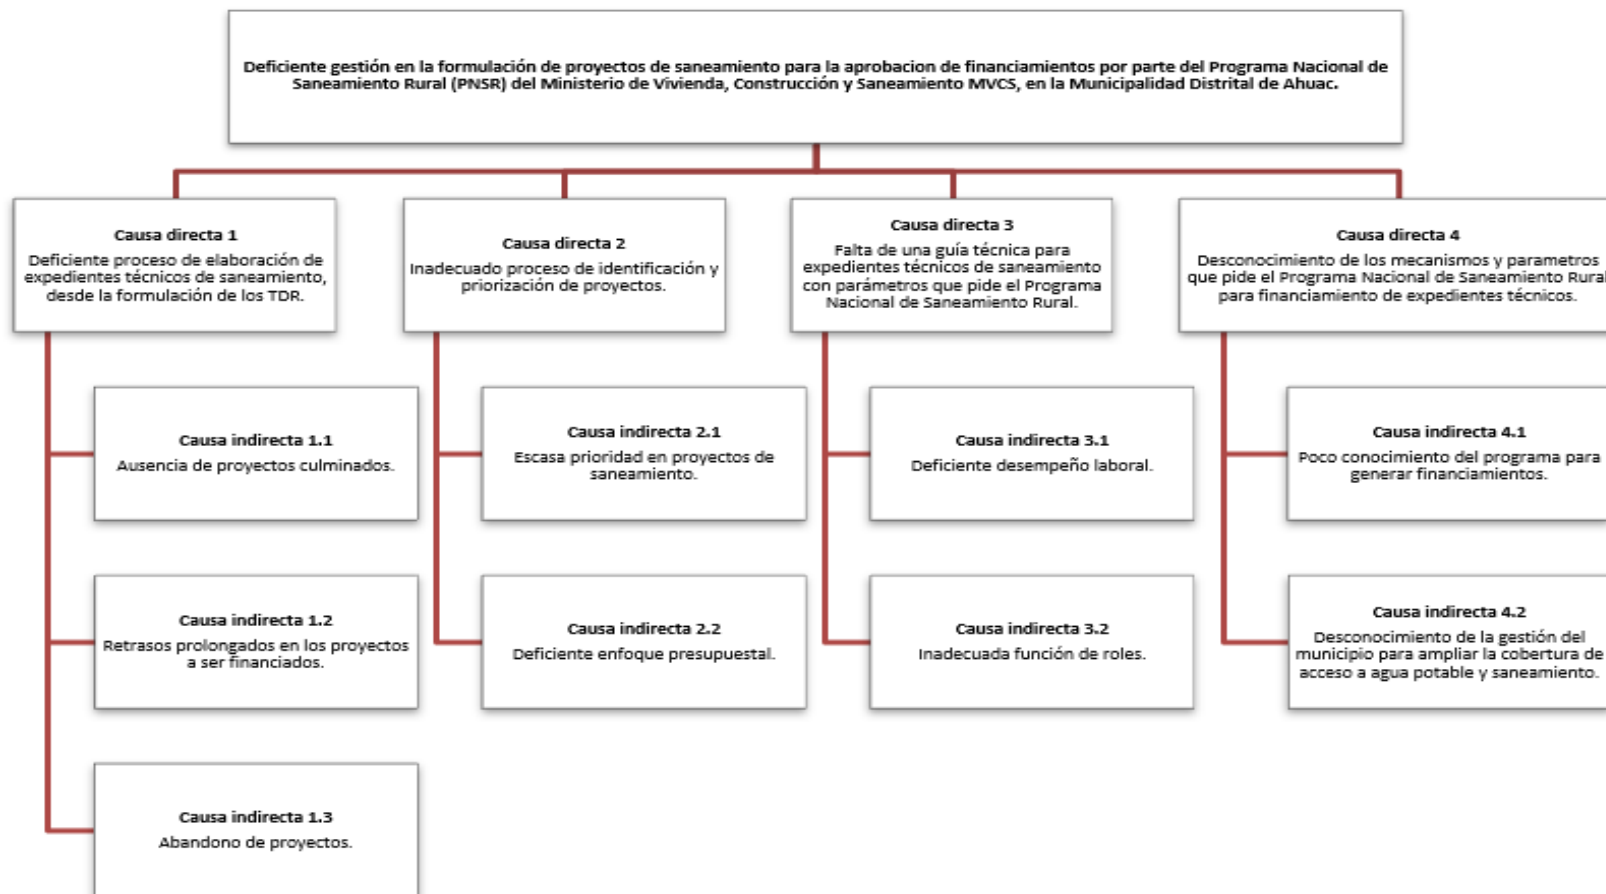 Deficiente gestión en la formulación de proyectos de saneamiento para la aprobacion de financiamientos por parte del Programa Nacional de
Saneamiento Rural (PNSR) del Ministerio de Vivienda, Construcción y Saneamiento MVCS, en la Municipalidad Distrital de Ahuac.
Causa directa 1
Deficiente proceso de elaboración de
expedientes técnicos de saneamiento,
desde la formulación de los TDR.
Causa directa 2
Inadecuado proceso de identificación y
priorización de proyectos.
Causa directa 3
Falta de una guía técnica para
expedientes técnicos de saneamiento
con parámetros que pide el Programa
Nacional de Saneamiento Rural.
Causa directa 4
Desconocimiento de los mecanismos y parametros
que pide el Programa Nacional de Saneamiento Rural
para financiamiento de expedientes técnicos.
Causa indirecta 1.1
Ausencia de proyectos culminados.
Causa indirecta 2.1
Escasa prioridad en proyectos de
saneamiento.
Causa indirecta 3.1
Deficiente desempeño laboral.
Causa indirecta 4.1
Poco conocimiento del programa para
generar financiamientos.
Causa indirecta 1.2
Retrasos prolongados en los proyectos
a ser financiados.
Causa indirecta 2.2
Deficiente enfoque presupuestal.
Causa indirecta 3.2
Inadecuada función de roles.
Causa indirecta 4.2
Desconocimiento de la gestión del
municipio para ampliar la cobertura de
acceso a agua potable y saneamiento.
Causa indirecta 1.3
Abandono de proyectos.